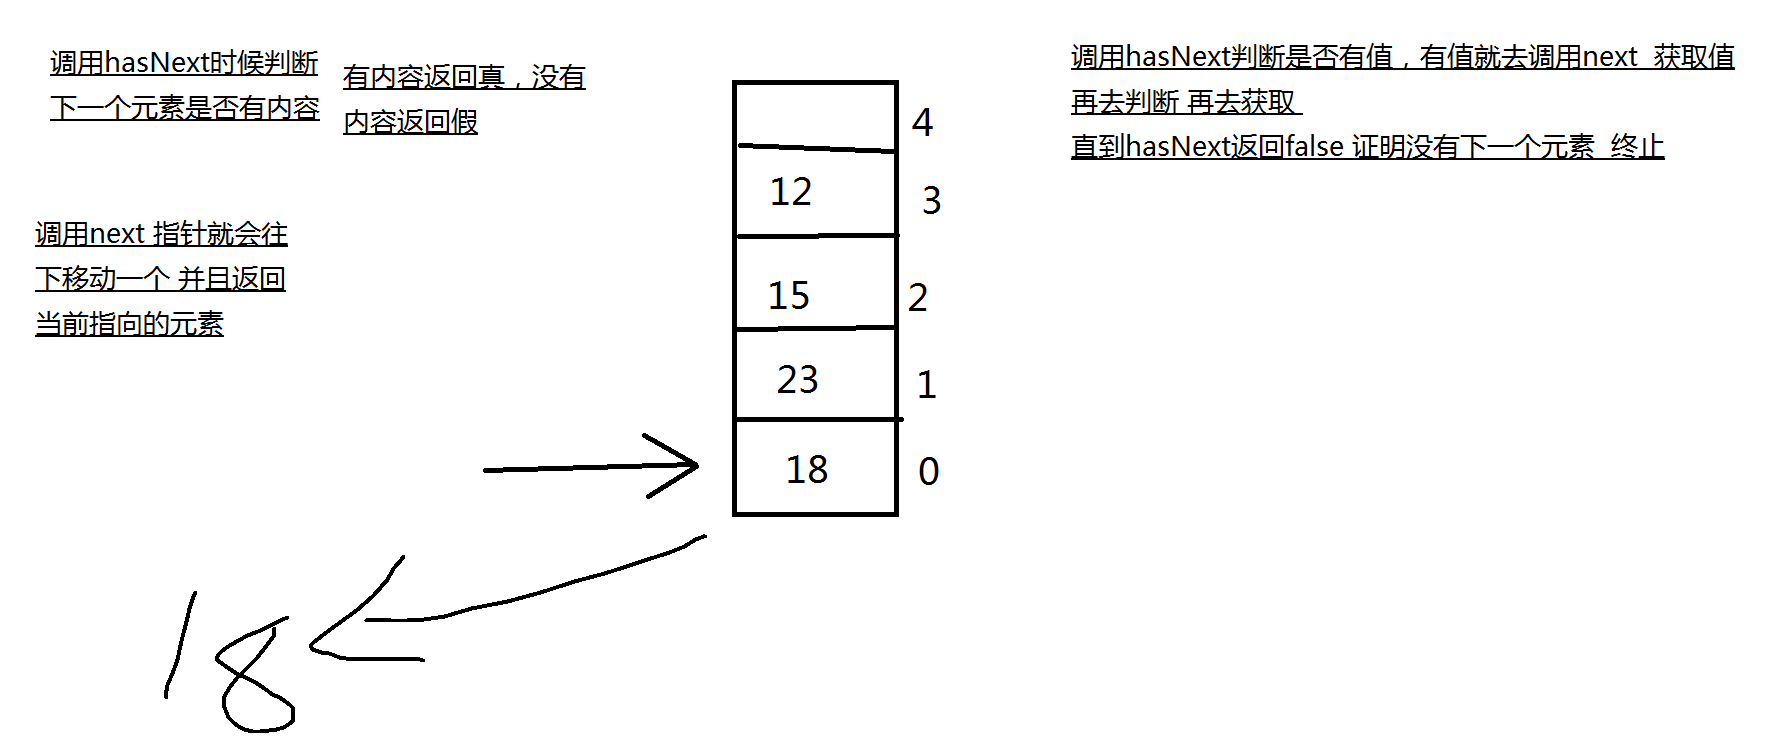 调用hasNext时候判断
下一个元素是否有内容
有内容返回真，没有
内容返回假
调用hasNext判断是否有值，有值就去调用next  获取值
再去判断 再去获取
直到hasNext返回false 证明没有下一个元素  终止
调用next 指针就会往
下移动一个 并且返回
当前指向的元素
4
12 3
15 2
23 1
18 0
18